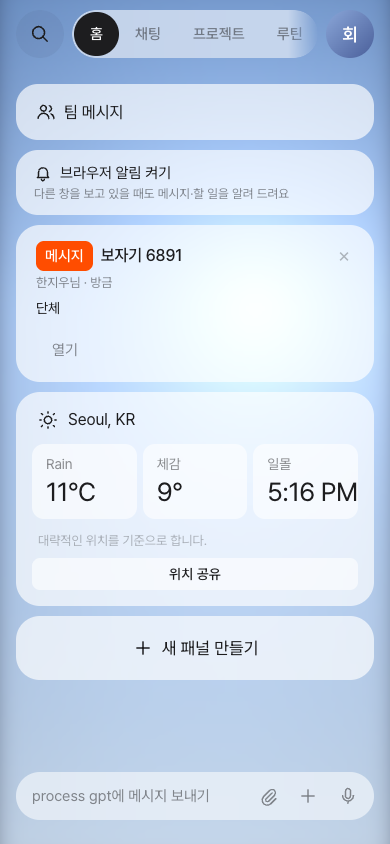 홈
채팅
프로젝트
루틴
회
팀 메시지
브라우저 알림 켜기
다른 창을 보고 있을 때도 메시지·할 일을 알려 드려요
메시지 보자기 6891
한지우님 · 방금
단체
열기
Seoul, KR
Rain
11°C
체감
9°
일몰
5:16 PM
대략적인 위치를 기준으로 합니다.
위치 공유
새 패널 만들기
process gpt에 메시지 보내기